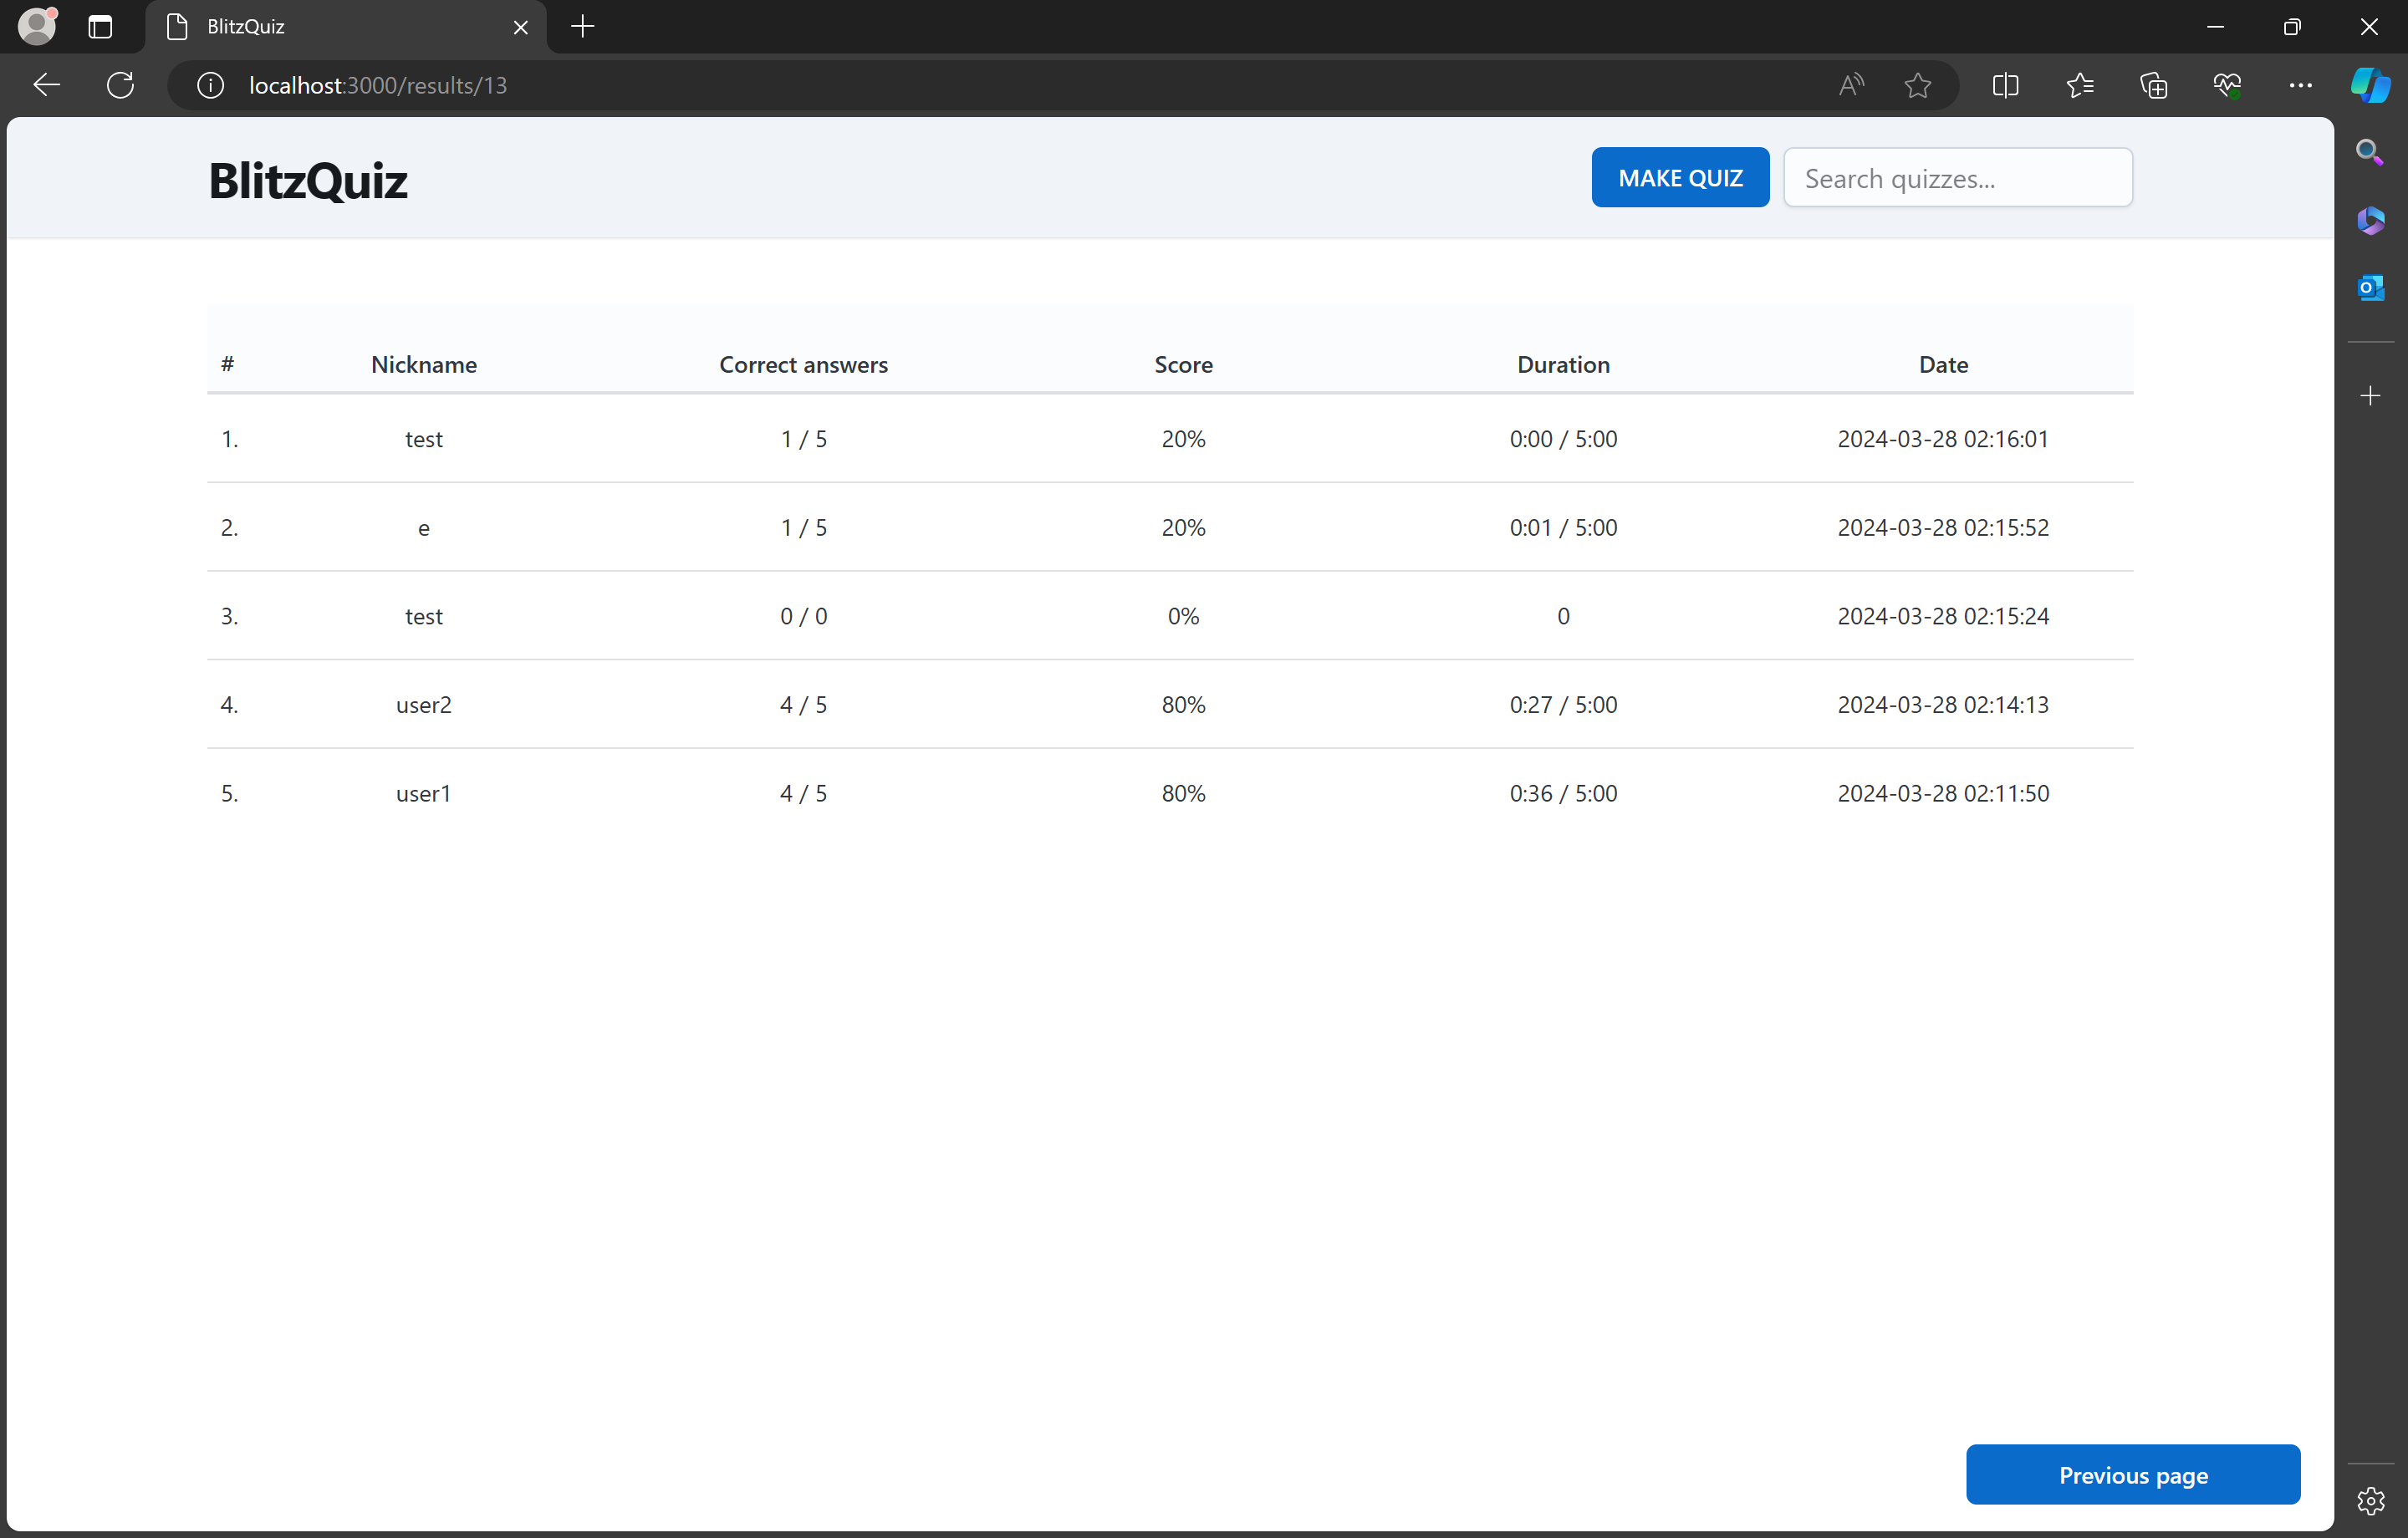 BlitzQuiz
localhost:3000/results/13
BlitzQuiz MAKE QUIZ Search quizzes...
# Nickname Correct answers Score Duration Date
1. test 1 / 5 20% 0:00 / 5:00 2024-03-28 02:16:01
2. e 1 / 5 20% 0:01 / 5:00 2024-03-28 02:15:52
3. test 0 / 0 0% 0 2024-03-28 02:15:24
4. user2 4 / 5 80% 0:27 / 5:00 2024-03-28 02:14:13
5. user1 4 / 5 80% 0:36 / 5:00 2024-03-28 02:11:50
Previous page